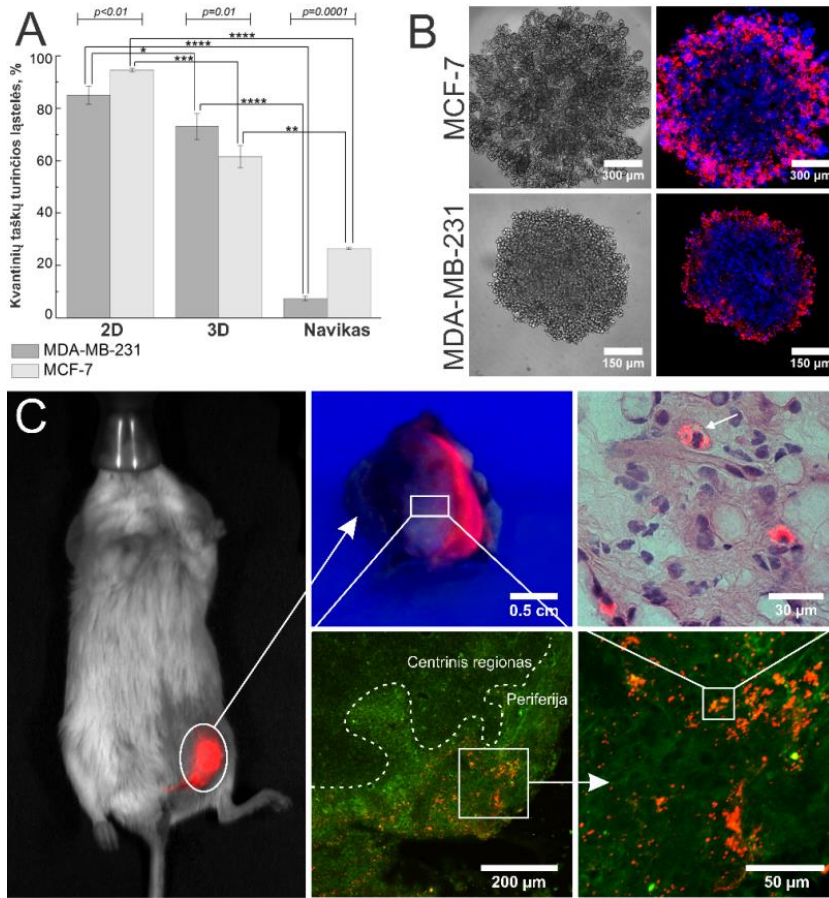 A
p<0.01
p=0.01
p=0.0001
****
****
*
***
****
**
Kvantinių taškų turinčios ląstelės, %
100
80
60
40
20
0
2D
3D
Navikas
MDA-MB-231
MCF-7
B
MCF-7
300 µm
300 µm
MDA-MB-231
150 µm
150 µm
C
0.5 cm
30 µm
Centrinis regionas
Periferija
200 µm
50 µm